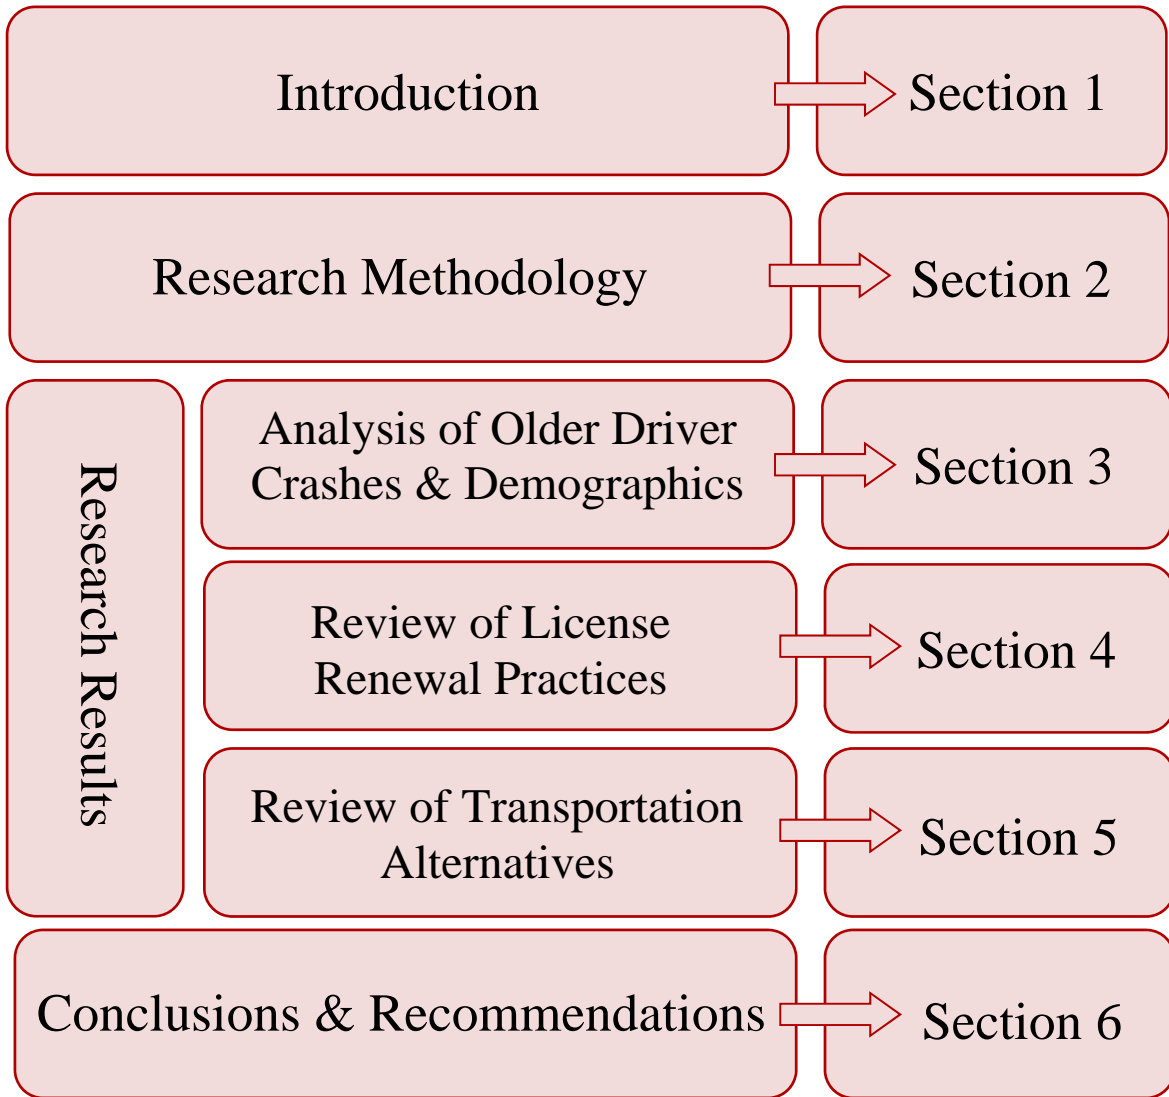 Introduction
Section 1
Research Methodology
Section 2
Research Results
Analysis of Older Driver
Crashes & Demographics
Section 3
Review of License
Renewal Practices
Section 4
Review of Transportation
Alternatives
Section 5
Conclusions & Recommendations
Section 6